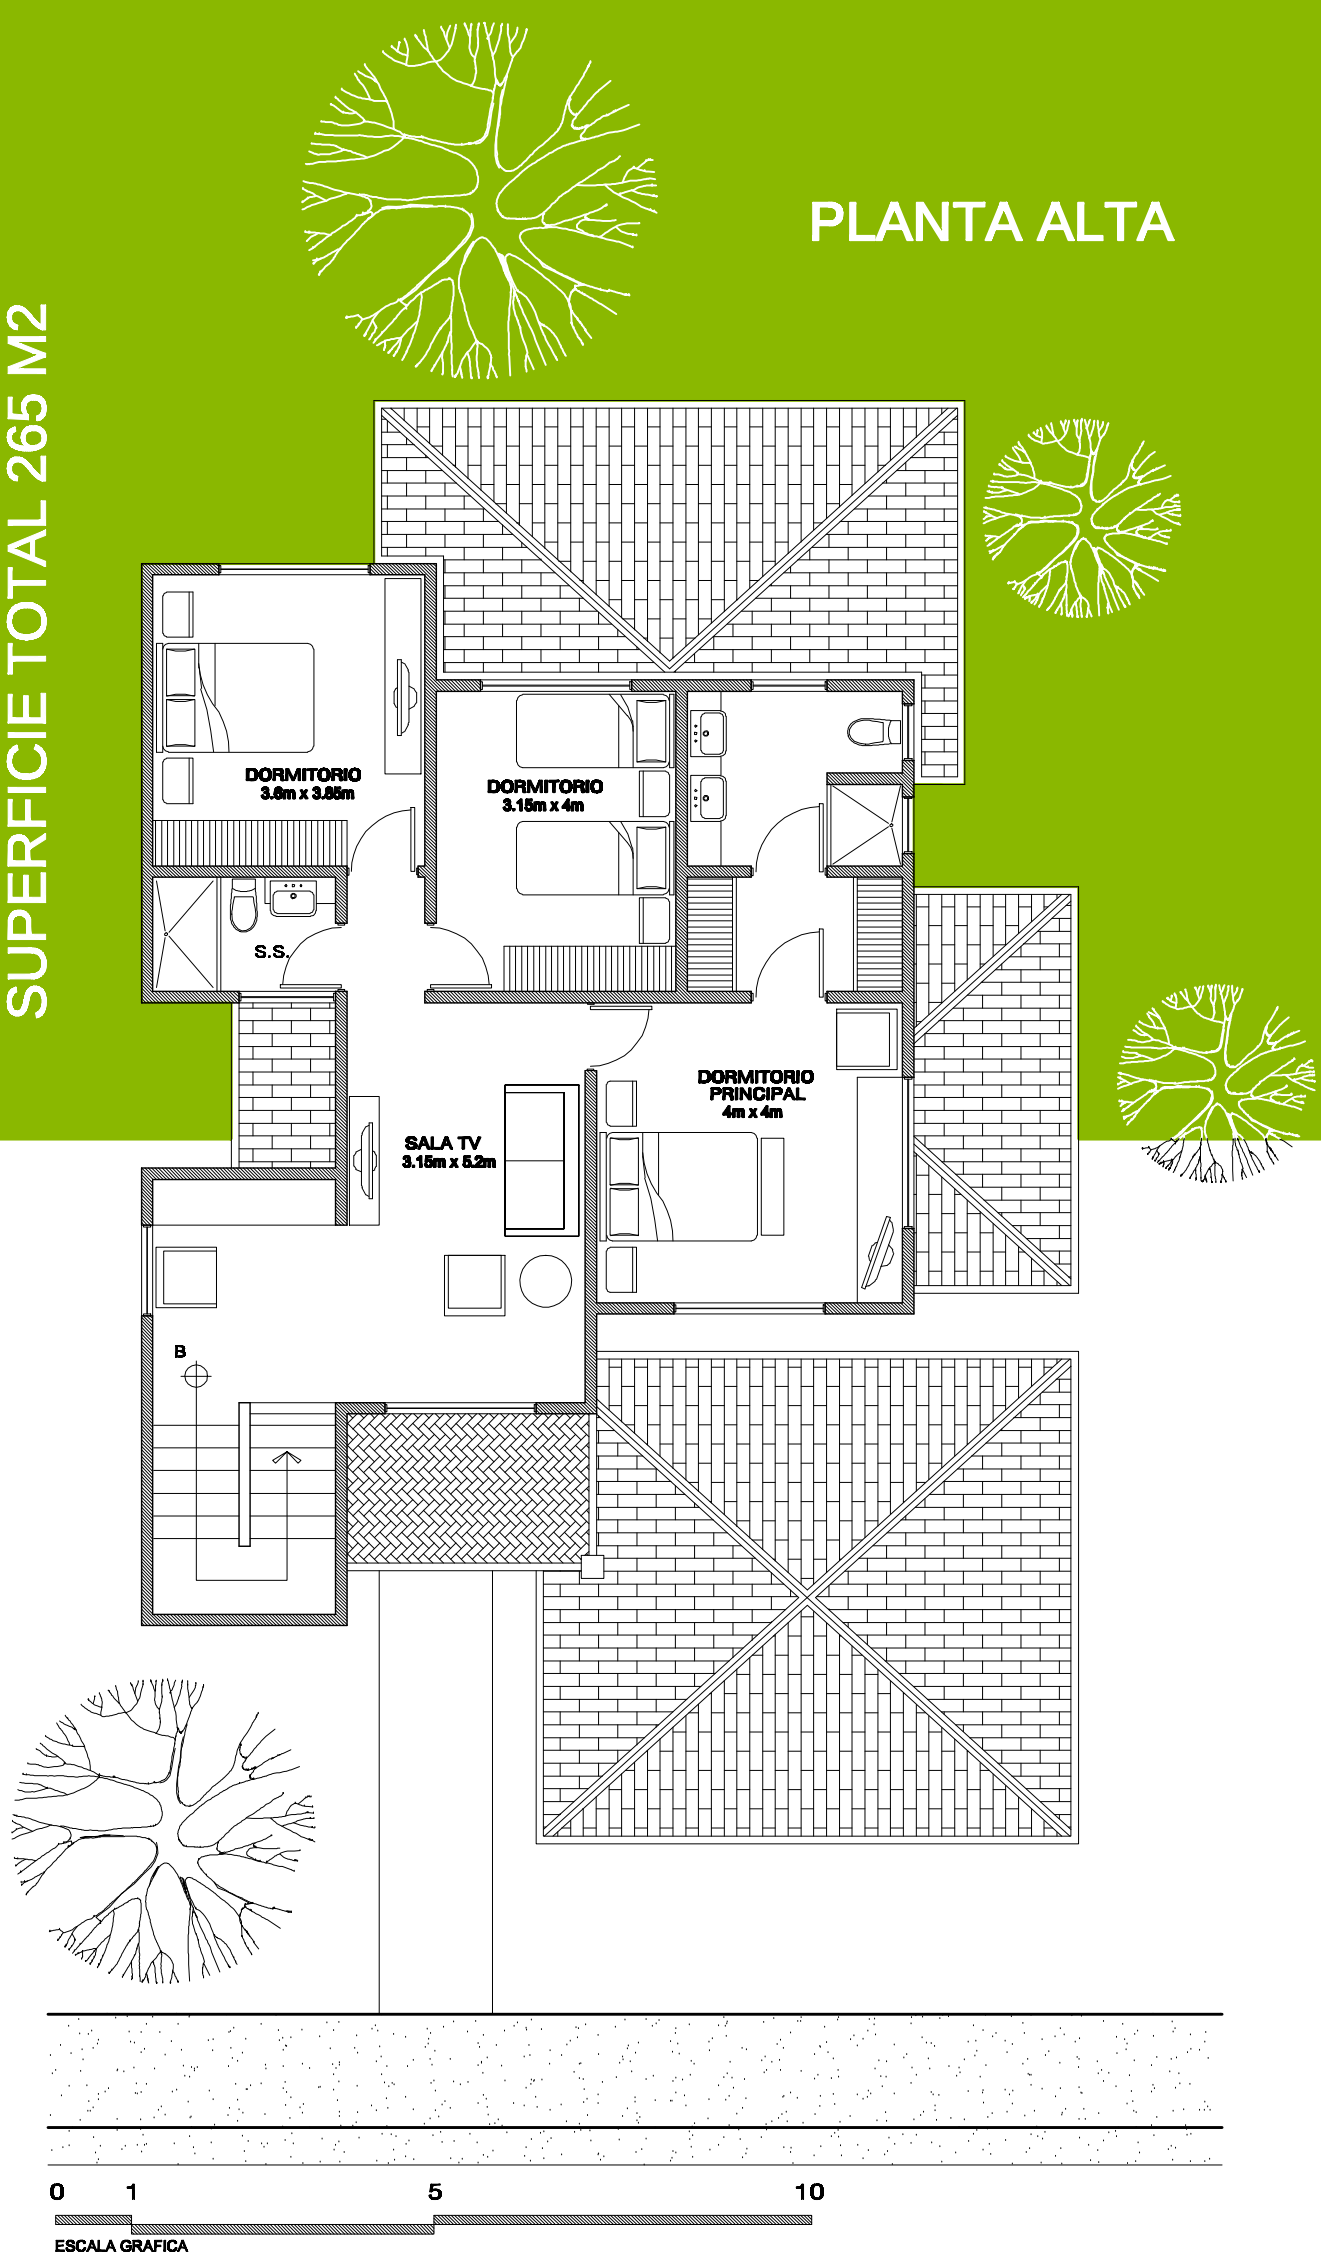 PLANTA ALTA
SUPERFICIE TOTAL 265 M2
DORMITORIO
3.6m x 3.85m
DORMITORIO
3.15m x 4m
S.S.
DORMITORIO
PRINCIPAL
4m x 4m
SALA TV
3.15m x 5.2m
B
0 1 5 10
ESCALA GRAFICA